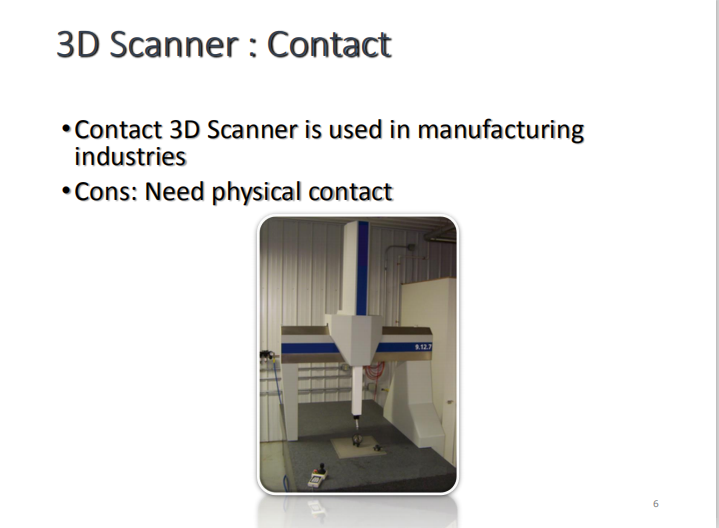 3D Scanner : Contact
•Contact 3D Scanner is used in manufacturing
industries
•Cons: Need physical contact
9.12.7
6